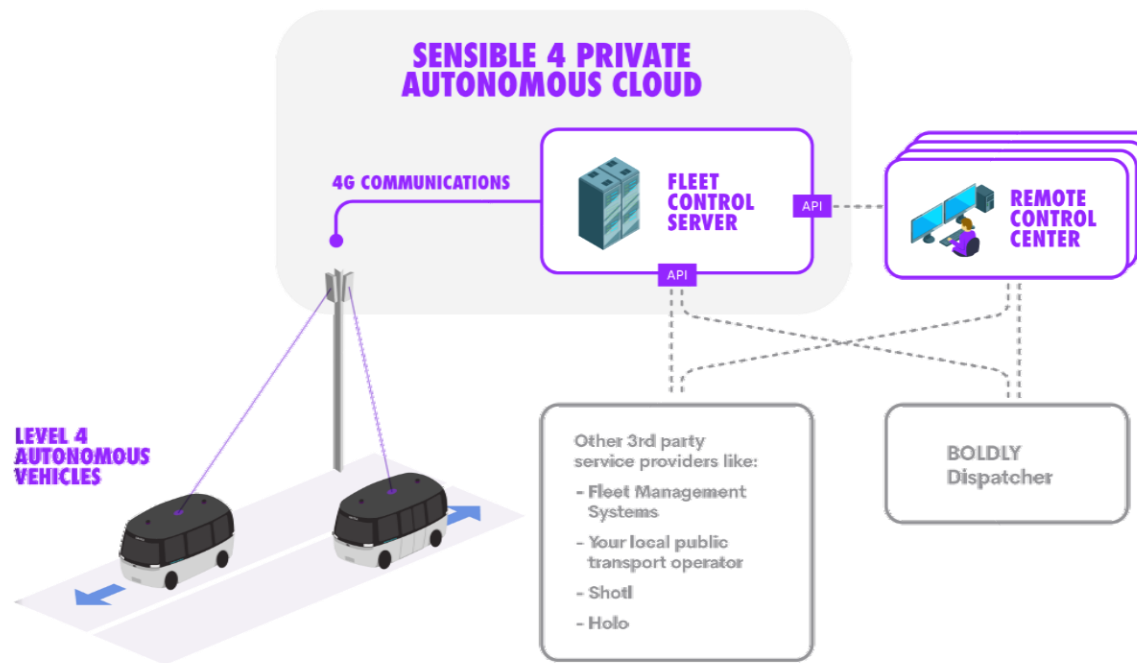 SENSIBLE 4 PRIVATE
AUTONOMOUS CLOUD
4G COMMUNICATIONS
FLEET
CONTROL
SERVER
API
API
REMOTE
CONTROL
CENTER
LEVEL 4
AUTONOMOUS
VEHICLES
Other 3rd party
service providers like:
- Fleet Management
Systems
- Your local public
transport operator
- Shotl
- Holo
BOLDLY
Dispatcher